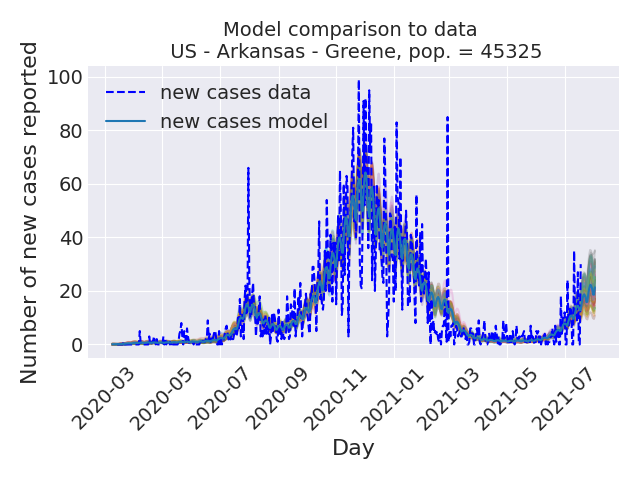 Model comparison to data
US - Arkansas - Greene, pop. = 45325
Number of new cases reported
100
80
60
40
20
0
new cases data
new cases model
2020-03
2020-05
2020-07
2020-09
2020-11
2021-01
2021-03
2021-05
2021-07
Day